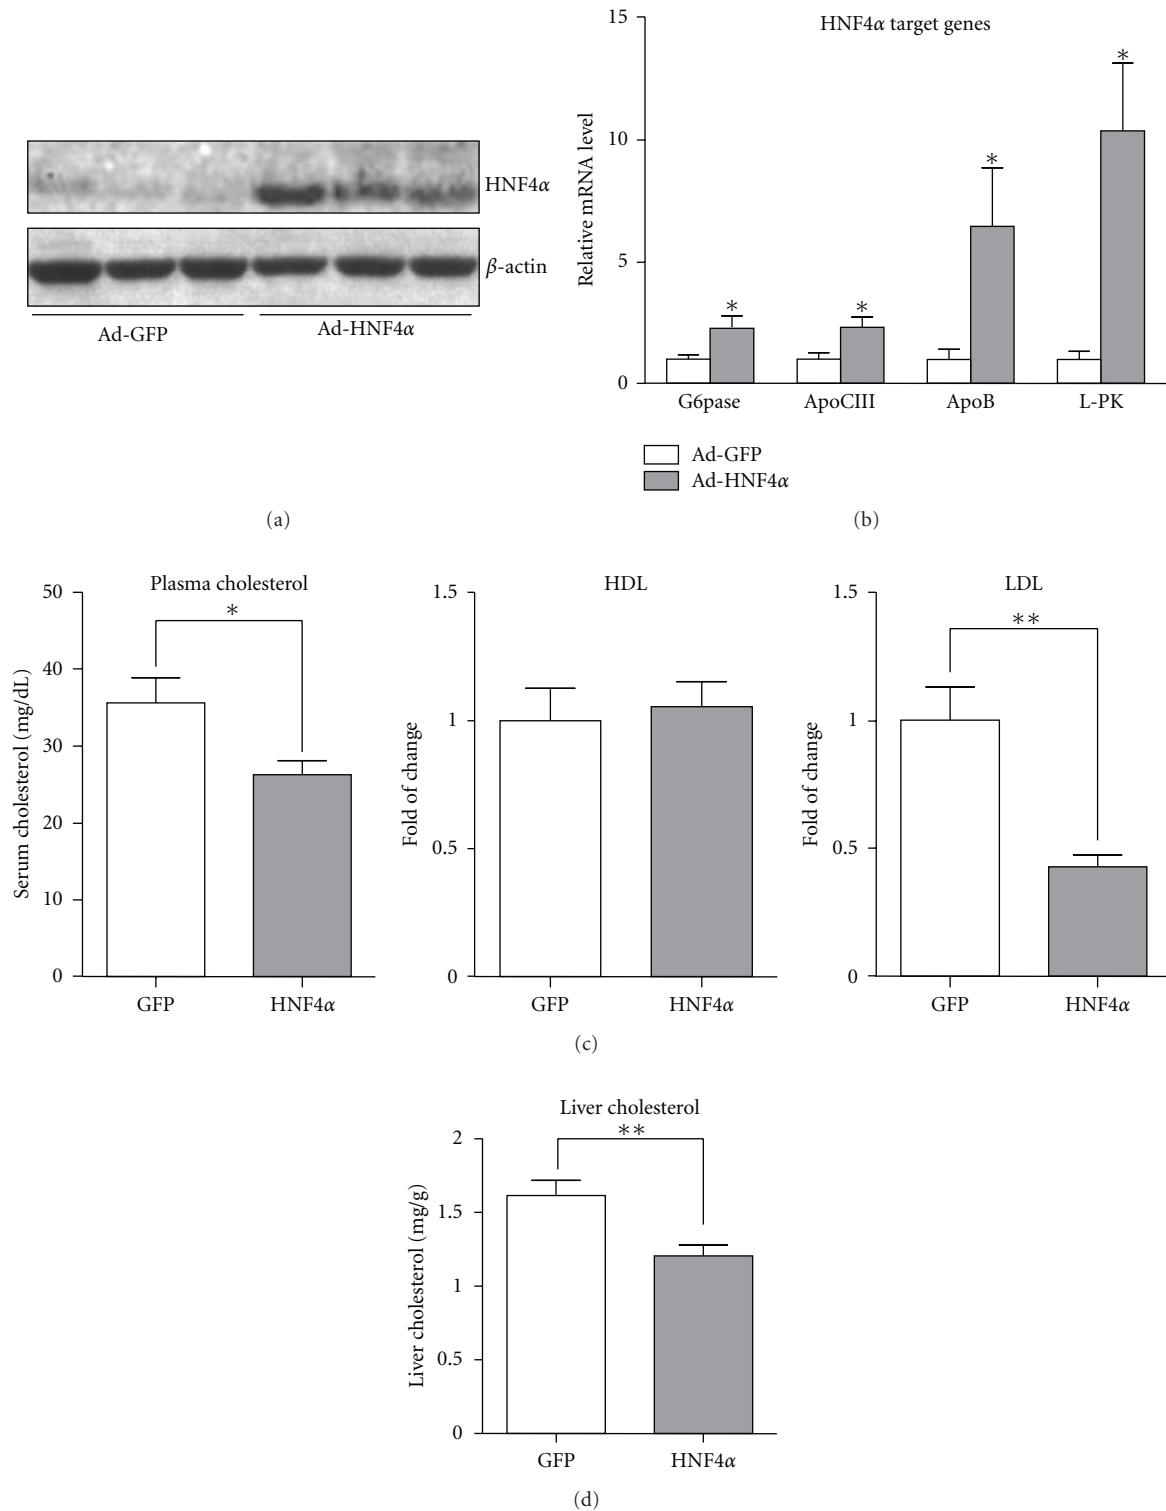 HNF4α
β-actin
Ad-GFP
Ad-HNF4α
(a)
HNF4α target genes
Relative mRNA level
15
10
5
0
*
*
*
*
G6pase
ApoCIII
ApoB
L-PK
Ad-GFP
Ad-HNF4α
(b)
Plasma cholesterol
Serum cholesterol (mg/dL)
50
40
30
20
10
0
*
GFP
HNF4α
HDL
Fold of change
1.5
1
0.5
0
GFP
HNF4α
LDL
Fold of change
1.5
1
0.5
0
**
GFP
HNF4α
(c)
Liver cholesterol
Liver cholesterol (mg/g)
2
1.5
1
0.5
0
**
GFP
HNF4α
(d)